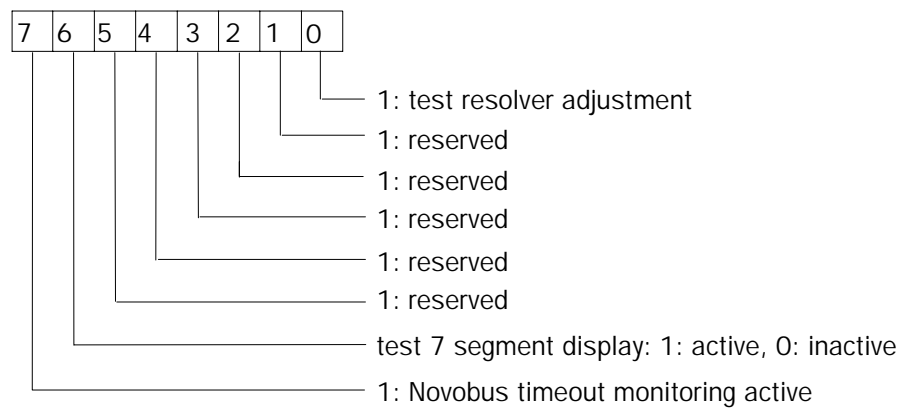 7 6 5 4 3 2 1 0
1: test resolver adjustment
1: reserved
1: reserved
1: reserved
1: reserved
1: reserved
test 7 segment display: 1: active, 0: inactive
1: Novobus timeout monitoring active